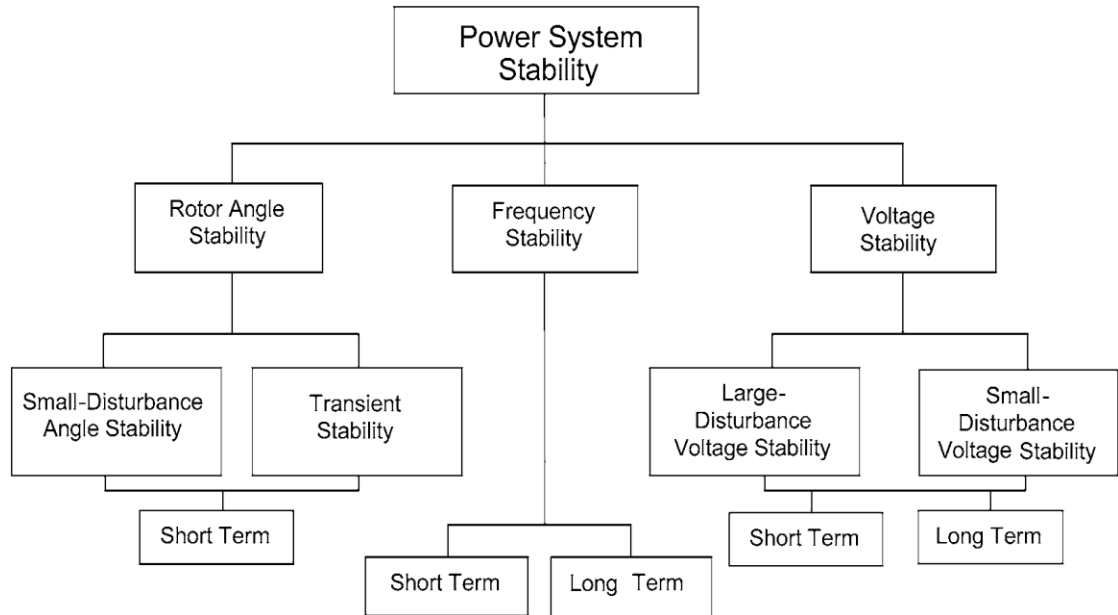 Power System
Stability
Rotor Angle
Stability
Frequency
Stability
Voltage
Stability
Small-Disturbance
Angle Stability
Transient
Stability
Large-
Disturbance
Voltage Stability
Small-
Disturbance
Voltage Stability
Short Term
Short Term
Long Term
Short Term
Long Term